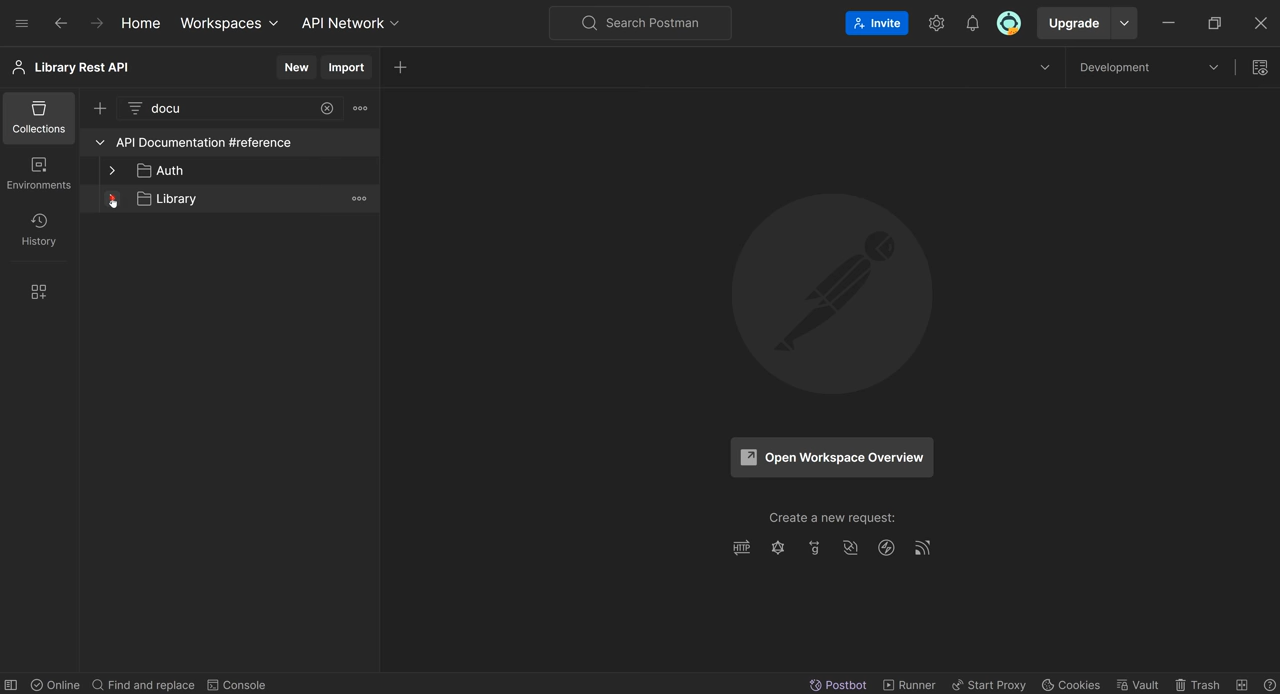 Home Workspaces API Network Search Postman Invite Upgrade
Library Rest API New Import Development
docu
Collections
API Documentation #reference
Auth
Environments
Library
History
Open Workspace Overview
Create a new request:
HTTP
Online Find and replace Console Postbot Runner Start Proxy Cookies Vault Trash